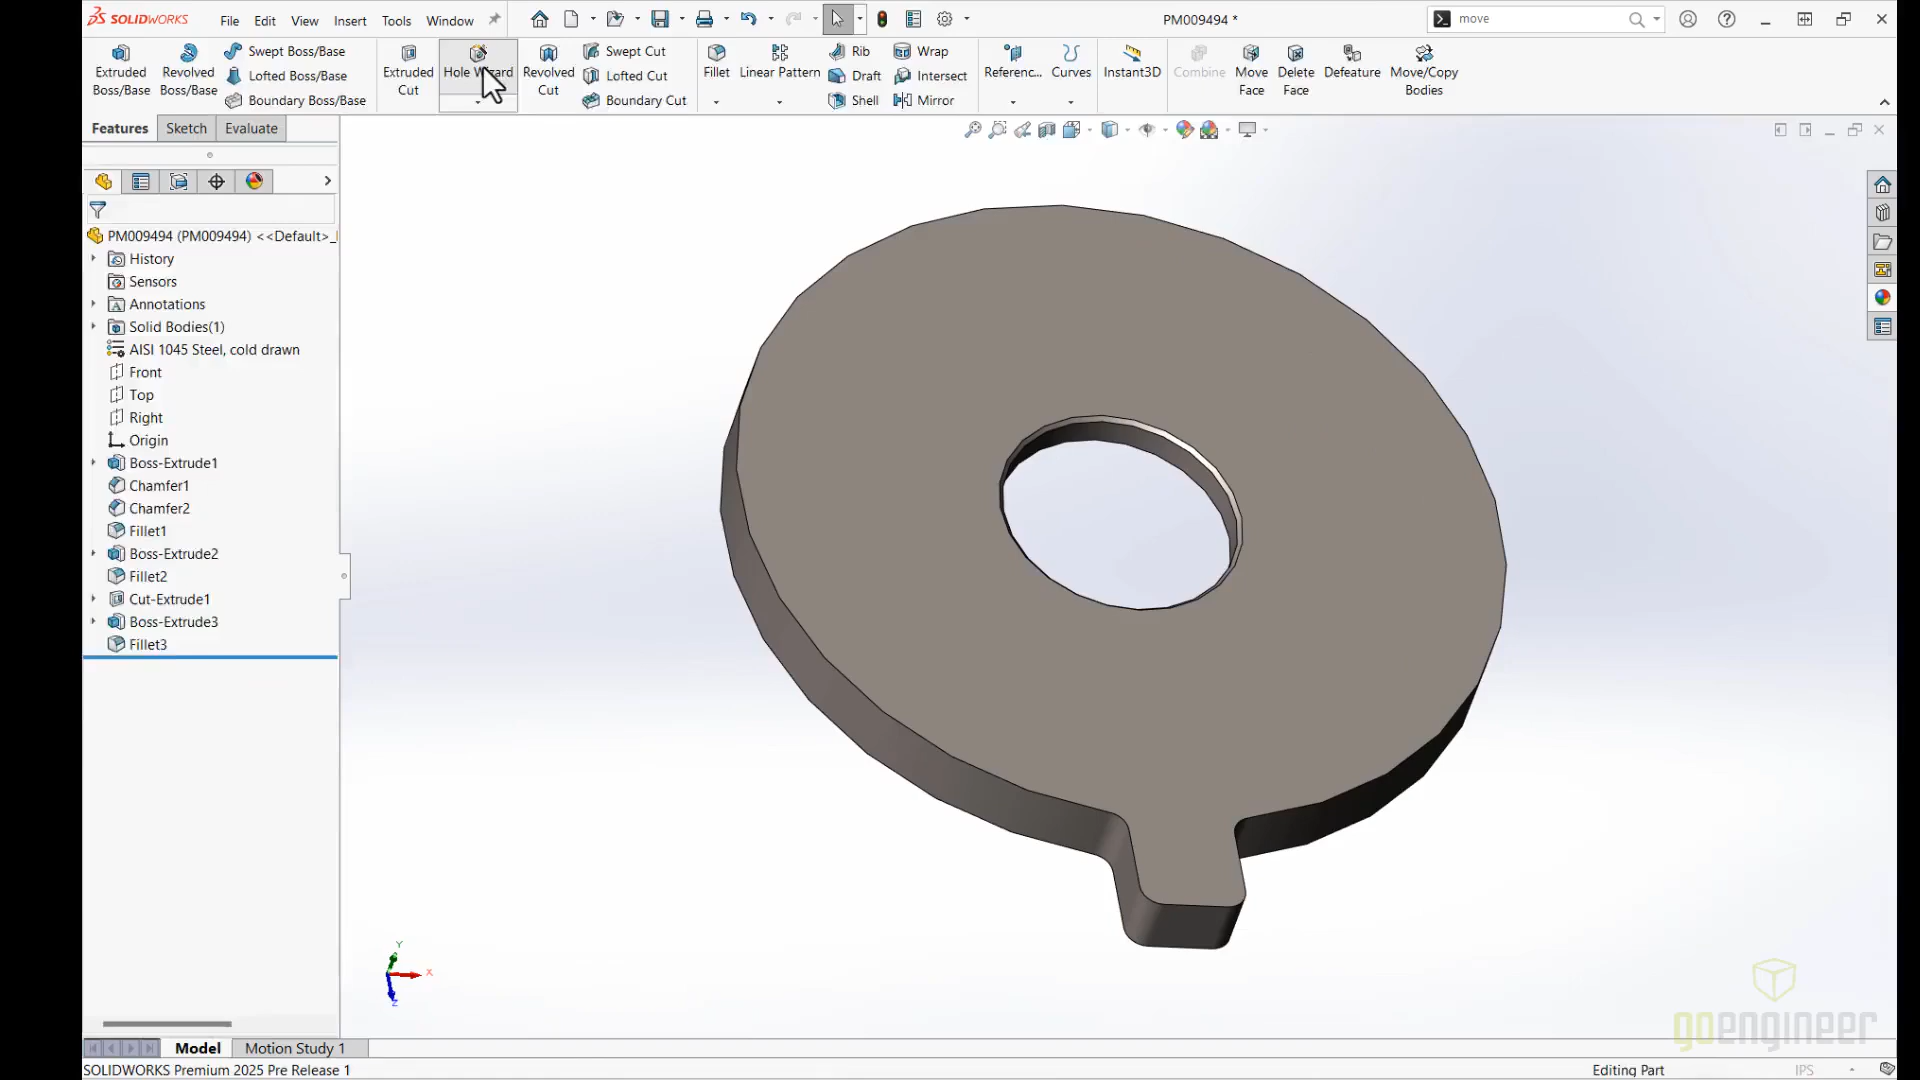 SOLIDWORKS File Edit View Insert Tools Window PM009494 * move
Extruded Boss/Base
Revolved Boss/Base
Swept Boss/Base
Lofted Boss/Base
Boundary Boss/Base
Extruded Cut
Hole Wizard
Revolved Cut
Swept Cut
Lofted Cut
Boundary Cut
Fillet
Linear Pattern
Rib
Draft
Shell
Wrap
Intersect
Mirror
Referenc...
Curves
Instant3D
Combine
Move Face
Delete Face
Defeature
Move/Copy Bodies
Features Sketch Evaluate
PM009494 (PM009494) <<Default>_
History
Sensors
Annotations
Solid Bodies(1)
AISI 1045 Steel, cold drawn
Front
Top
Right
Origin
Boss-Extrude1
Chamfer1
Chamfer2
Fillet1
Boss-Extrude2
Fillet2
Cut-Extrude1
Boss-Extrude3
Fillet3
Y
X
Z
goengineer
Model Motion Study 1
SOLIDWORKS Premium 2025 Pre Release 1 Editing Part IPS